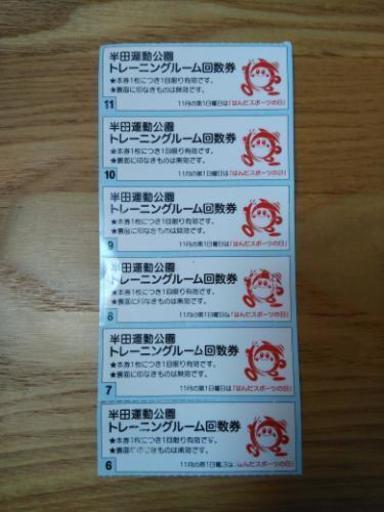 半田運動公園
トレーニングルーム回数券
★本券1枚につき1回限り有効です。
★裏面に印なきものは無効です。
11 11月の第1日曜日は「はんだスポーツの日」
半田運動公園
トレーニングルーム回数券
★本券1枚につき1回限り有効です。
★裏面に印なきものは無効です。
10 11月の第1日曜日は「はんだスポーツの日」
半田運動公園
トレーニングルーム回数券
★本券1枚につき1回限り有効です。
★裏面に印なきものは無効です。
9 11月の第1日曜日は「はんだスポーツの日」
半田運動公園
トレーニングルーム回数券
★本券1枚につき1回限り有効です。
★裏面に印なきものは無効です。
8 11月の第1日曜日は「はんだスポーツの日」
半田運動公園
トレーニングルーム回数券
★本券1枚につき1回限り有効です。
★裏面に印なきものは無効です。
7 11月の第1日曜日は「はんだスポーツの日」
半田運動公園
トレーニングルーム回数券
★本券1枚につき1回限り有効です。
★裏面に印なきものは無効です。
6 11月の第1日曜日は「はんだスポーツの日」